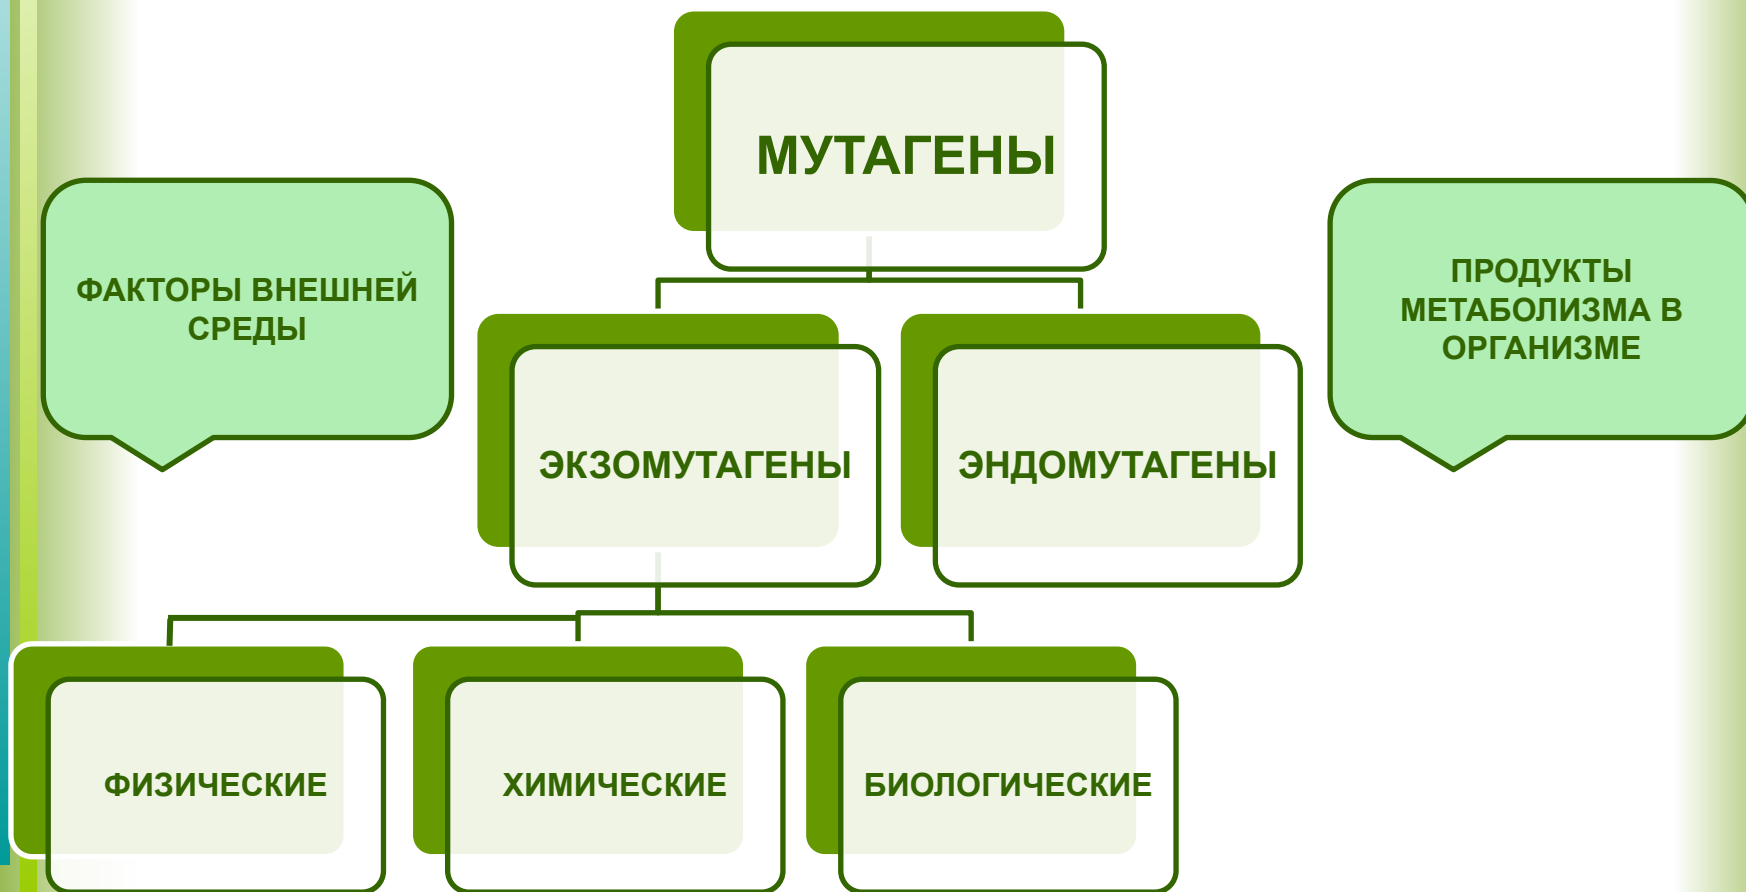 МУТАГЕНЫ
ФАКТОРЫ ВНЕШНЕЙ
СРЕДЫ
ПРОДУКТЫ
МЕТАБОЛИЗМА В
ОРГАНИЗМЕ
ЭКЗОМУТАГЕНЫ
ЭНДОМУТАГЕНЫ
ФИЗИЧЕСКИЕ
ХИМИЧЕСКИЕ
БИОЛОГИЧЕСКИЕ